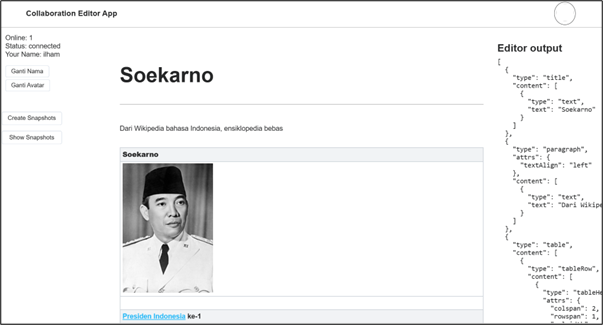 Collaboration Editor App
Online: 1
Status: connected
Your Name: ilham
Ganti Nama
Ganti Avatar
Create Snapshots
Show Snapshots
Soekarno
Dari Wikipedia bahasa Indonesia, ensiklopedia bebas
Soekarno
Presiden Indonesia ke-1
Editor output
[
{
"type": "title",
"content": [
{
"type": "text",
"text": "Soekarno"
}
]
},
{
"type": "paragraph",
"attrs": {
"textAlign": "left"
},
"content": [
{
"type": "text",
"text": "Dari Wikipe
}
]
},
{
"type": "table",
"content": [
{
"type": "tableRow",
"content": [
{
"type": "tableHe
"attrs": {
"colspan": 2,
"rowspan": 1,